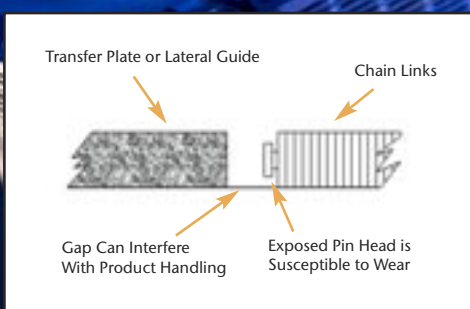 Transfer Plate or Lateral Guide
Chain Links
Gap Can Interfere
With Product Handling
Exposed Pin Head is
Susceptible to Wear